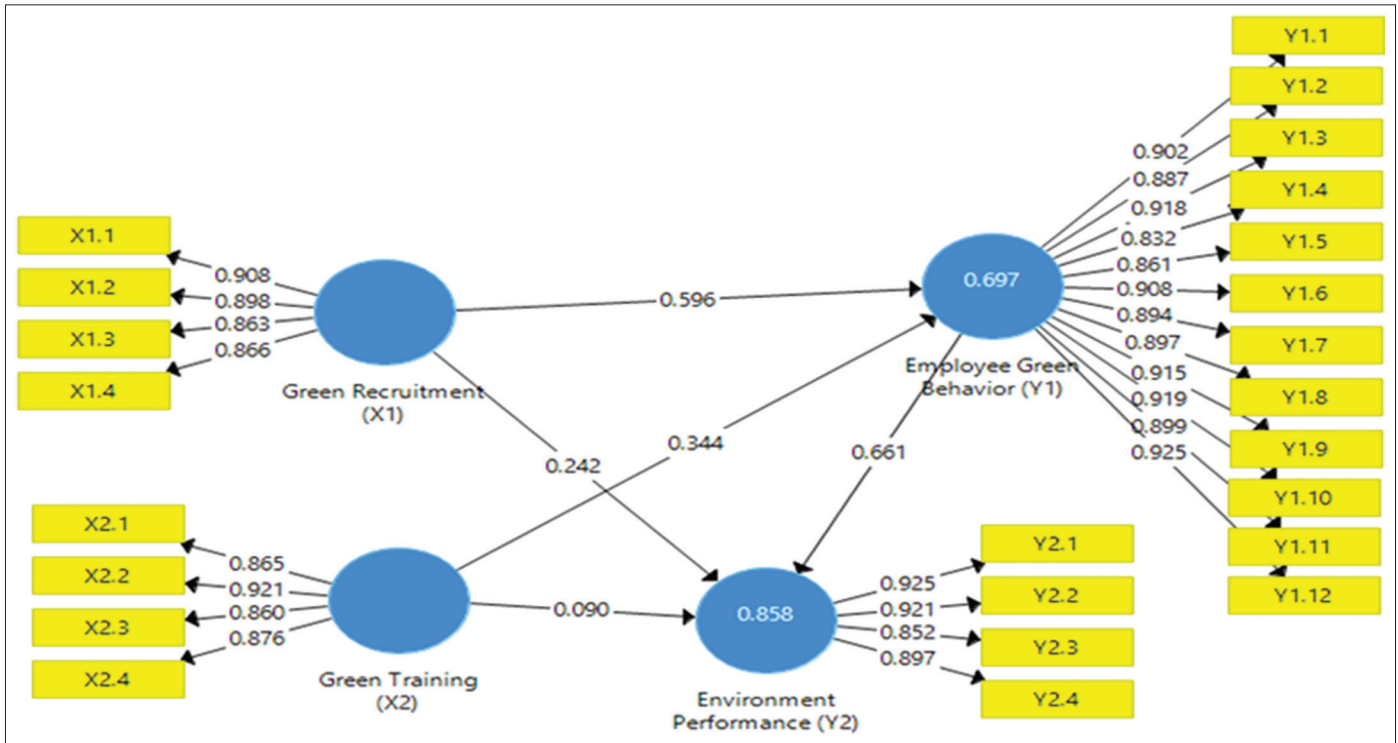 X1.1
X1.2
X1.3
X1.4
0.908
0.898
0.863
0.866
Green Recruitment
(X1)
0.596
0.242
X2.1
X2.2
X2.3
X2.4
0.865
0.921
0.860
0.876
Green Training
(X2)
0.344
0.090
0.697
Employee Green
Behavior (Y1)
0.661
0.902
0.887
0.918
0.832
0.861
0.908
0.894
0.897
0.915
0.919
0.899
0.925
Y1.1
Y1.2
Y1.3
Y1.4
Y1.5
Y1.6
Y1.7
Y1.8
Y1.9
Y1.10
Y1.11
Y1.12
0.858
Environment
Performance (Y2)
0.925
0.921
0.852
0.897
Y2.1
Y2.2
Y2.3
Y2.4